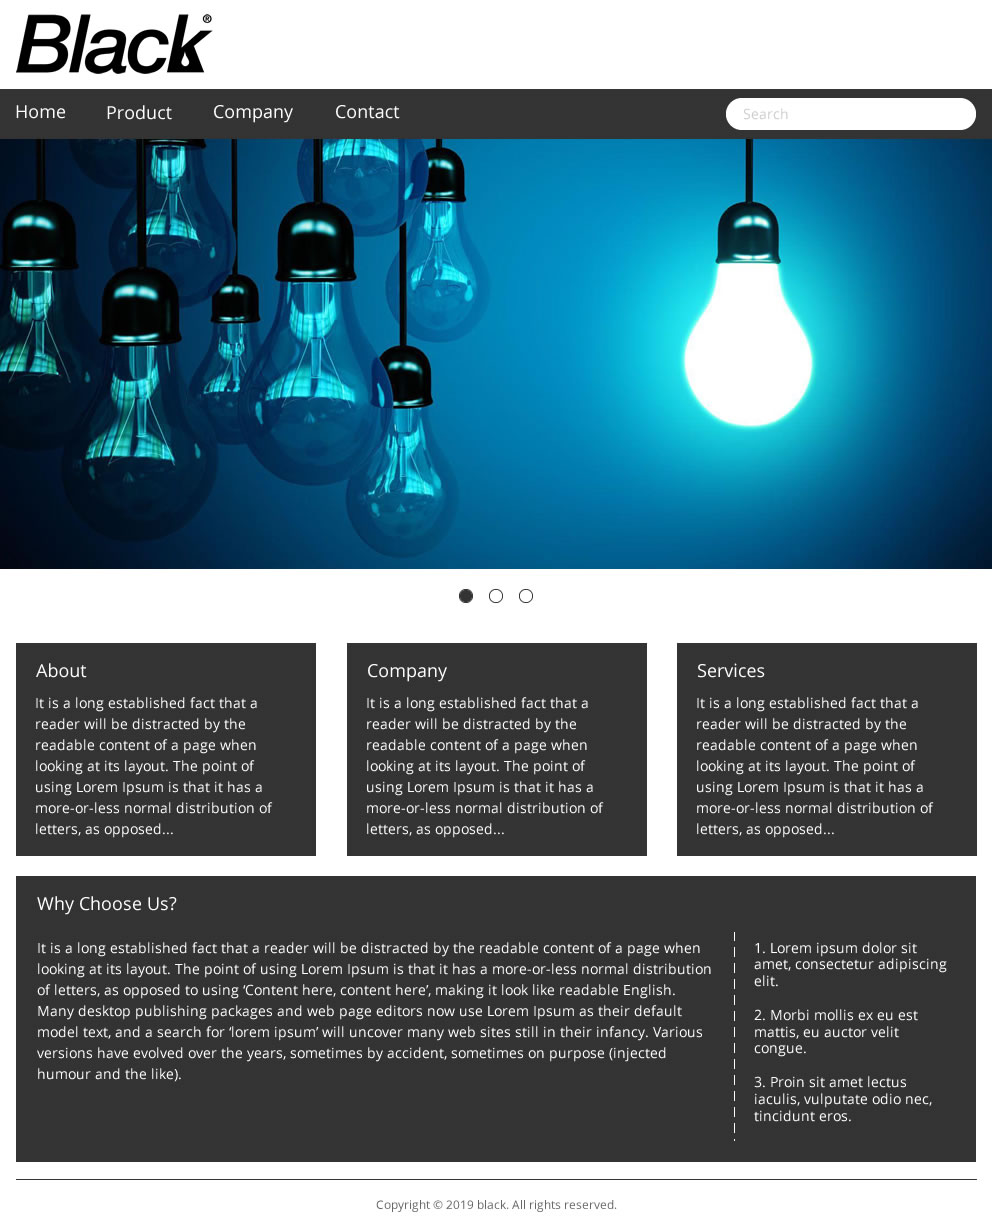 Black®
Home Product Company Contact Search
About
It is a long established fact that a
reader will be distracted by the
readable content of a page when
looking at its layout. The point of
using Lorem Ipsum is that it has a
more-or-less normal distribution of
letters, as opposed...
Company
It is a long established fact that a
reader will be distracted by the
readable content of a page when
looking at its layout. The point of
using Lorem Ipsum is that it has a
more-or-less normal distribution of
letters, as opposed...
Services
It is a long established fact that a
reader will be distracted by the
readable content of a page when
looking at its layout. The point of
using Lorem Ipsum is that it has a
more-or-less normal distribution of
letters, as opposed...
Why Choose Us?
It is a long established fact that a reader will be distracted by the readable content of a page when
looking at its layout. The point of using Lorem Ipsum is that it has a more-or-less normal distribution
of letters, as opposed to using ‘Content here, content here’, making it look like readable English.
Many desktop publishing packages and web page editors now use Lorem Ipsum as their default
model text, and a search for ‘lorem ipsum’ will uncover many web sites still in their infancy. Various
versions have evolved over the years, sometimes by accident, sometimes on purpose (injected
humour and the like).
1. Lorem ipsum dolor sit
amet, consectetur adipiscing
elit.
2. Morbi mollis ex eu est
mattis, eu auctor velit
congue.
3. Proin sit amet lectus
iaculis, vulputate odio nec,
tincidunt eros.
Copyright © 2019 black. All rights reserved.